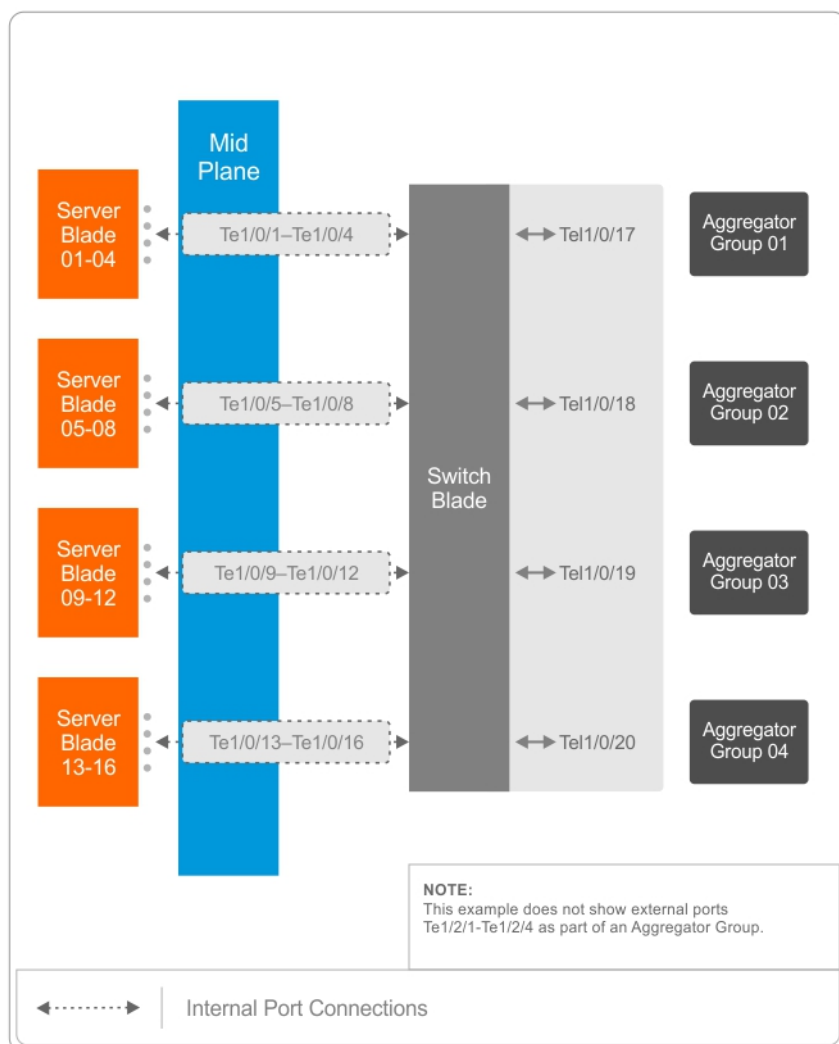 Mid
Plane
Server
Blade
01-04
Te1/0/1–Te1/0/4
Tel1/0/17
Aggregator
Group 01
Server
Blade
05-08
Te1/0/5–Te1/0/8
Tel1/0/18
Aggregator
Group 02
Switch
Blade
Server
Blade
09-12
Te1/0/9–Te1/0/12
Tel1/0/19
Aggregator
Group 03
Server
Blade
13-16
Te1/0/13–Te1/0/16
Tel1/0/20
Aggregator
Group 04
NOTE:
This example does not show external ports
Te1/2/1-Te1/2/4 as part of an Aggregator Group.
Internal Port Connections